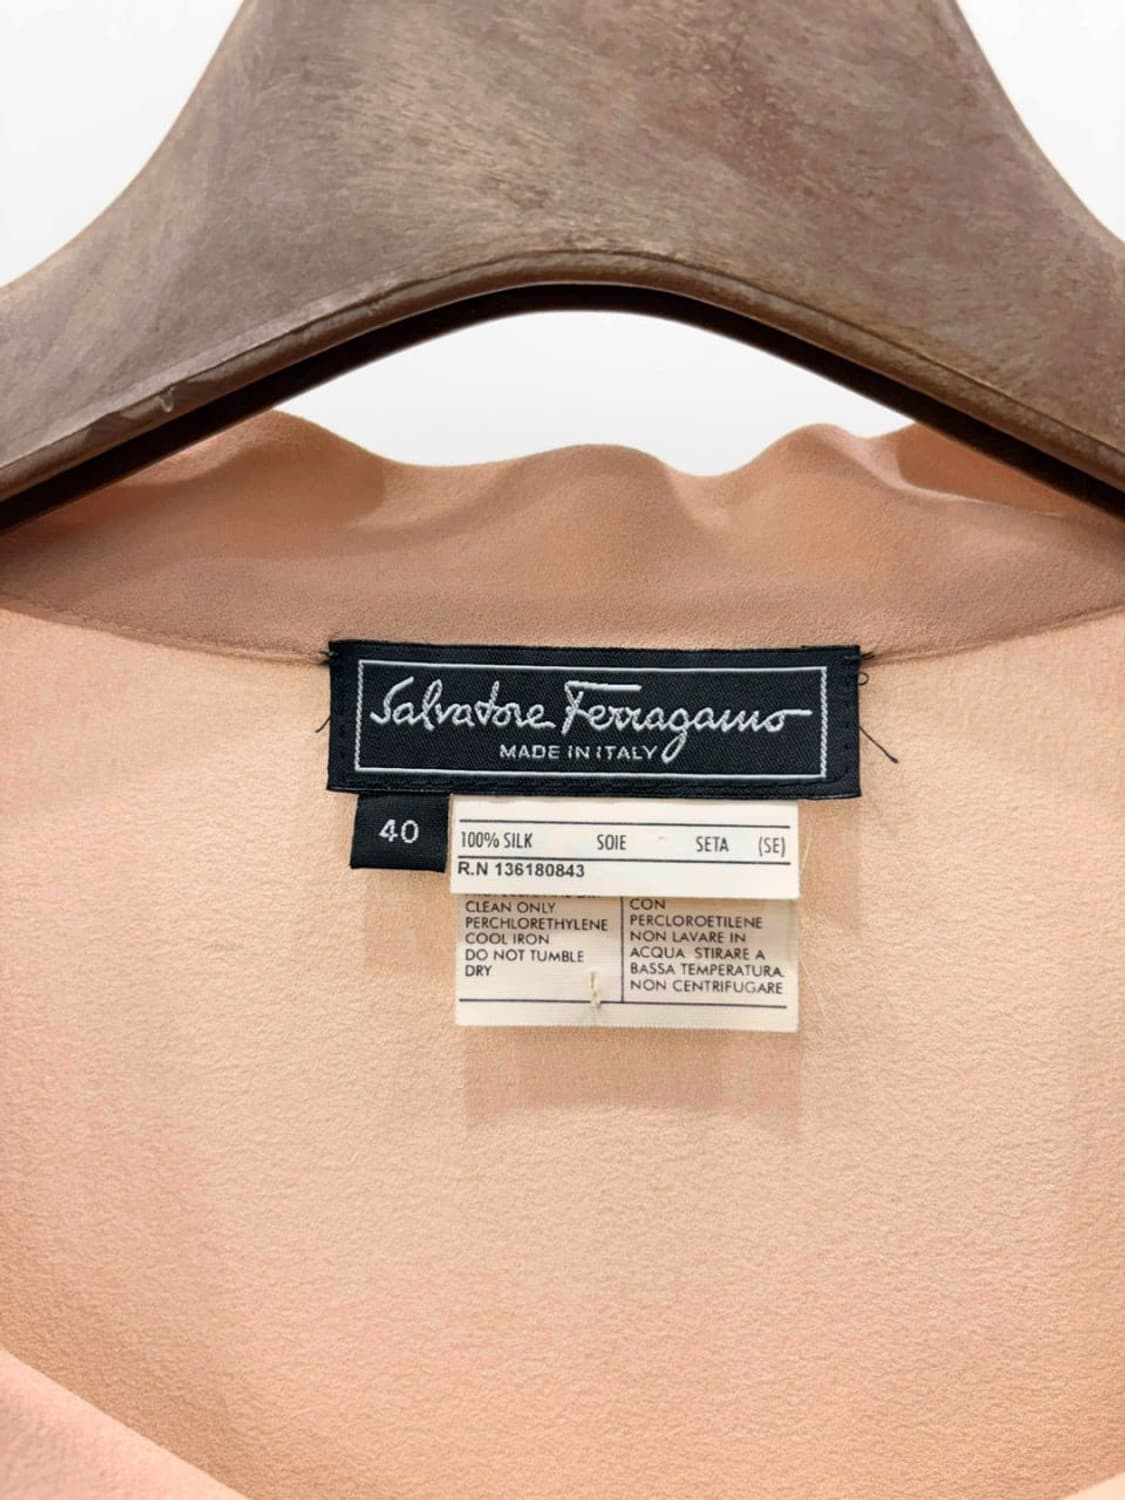 Salvatore Ferragamo
MADE IN ITALY
40
100% SILK SOIE SETA (SE)
R.N 136180843
CLEAN ONLY
PERCHLORETHYLENE
COOL IRON
DO NOT TUMBLE
DRY
CON
PERCLOROETILENE
NON LAVARE IN
ACQUA STIRARE A
BASSA TEMPERATURA.
NON CENTRIFUGARE